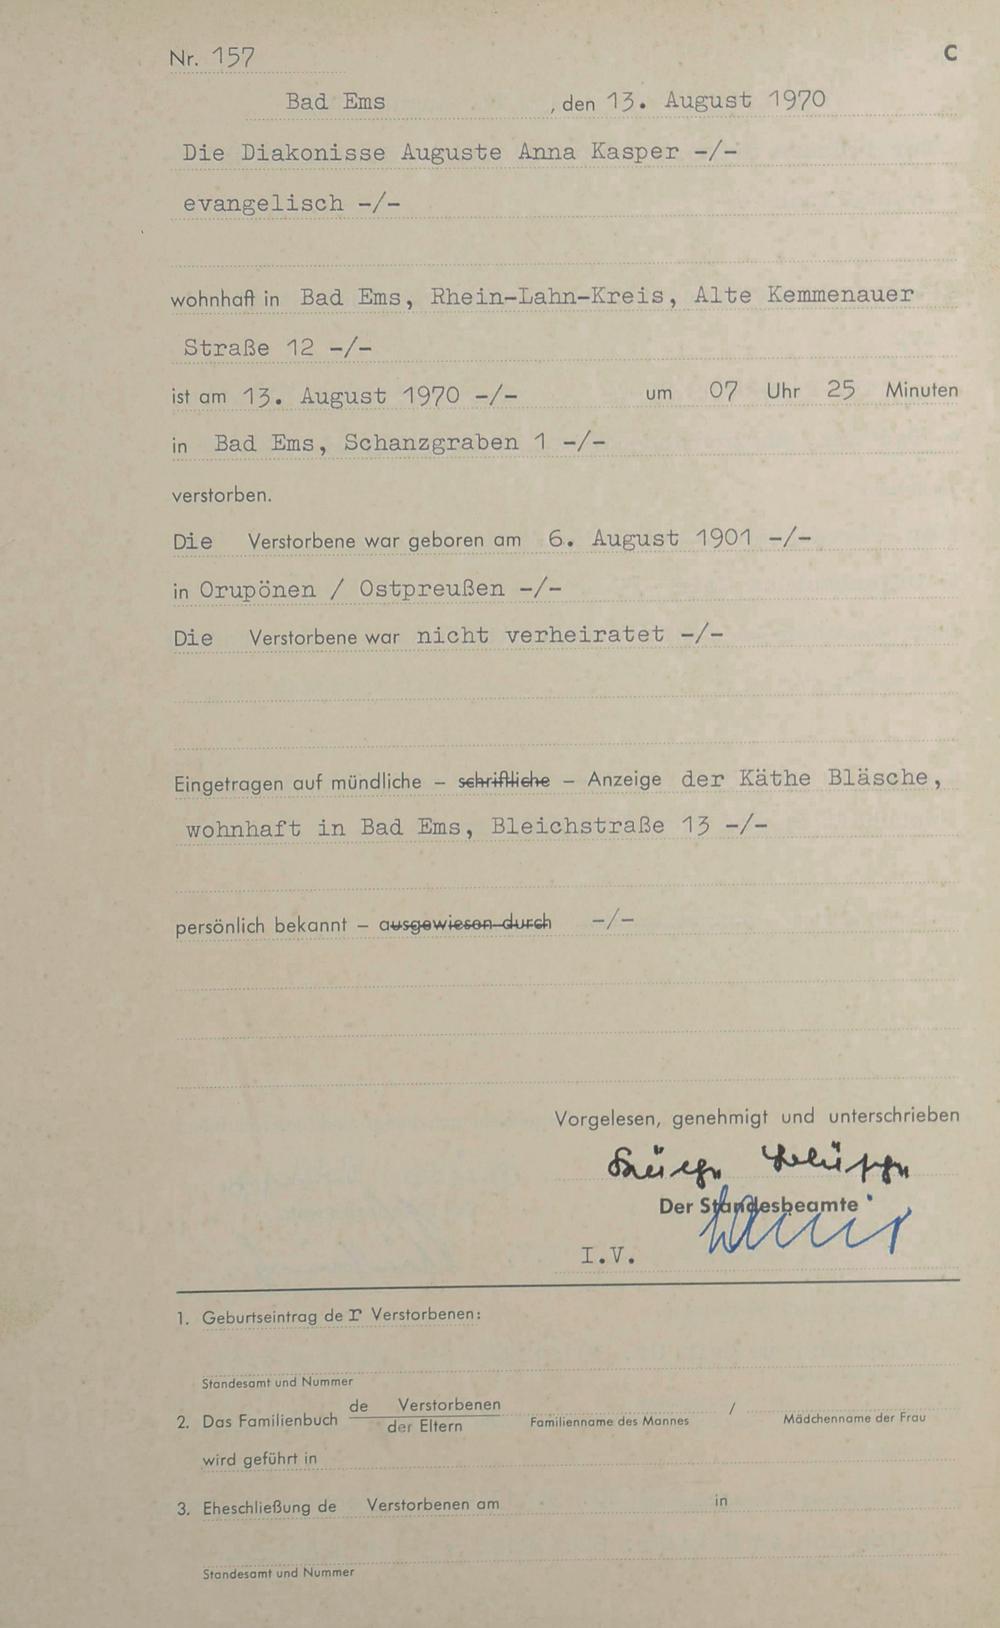 Nr. 157
C
Bad Ems , den 13. August 1970
Die Diakonisse Auguste Anna Kasper -/-
evangelisch -/-
wohnhaft in Bad Ems, Rhein-Lahn-Kreis, Alte Kemmenauer
Straße 12 -/-
ist am 13. August 1970 -/- um 07 Uhr 25 Minuten
in Bad Ems, Schanzgraben 1 -/-
verstorben.
Die Verstorbene war geboren am 6. August 1901 -/-
in Orupönen / Ostpreußen -/-
Die Verstorbene war nicht verheiratet -/-
Eingetragen auf mündliche – schriftliche – Anzeige der Käthe Bläsche,
wohnhaft in Bad Ems, Bleichstraße 13 -/-
persönlich bekannt – ausgewiesen durch -/-
Vorgelesen, genehmigt und unterschrieben
Der Standesbeamte
I.V.
1. Geburtseintrag der Verstorbenen:
Standesamt und Nummer
de Verstorbenen
2. Das Familienbuch der Eltern Familienname des Mannes / Mädchenname der Frau
wird geführt in
3. Eheschließung de Verstorbenen am in
Standesamt und Nummer